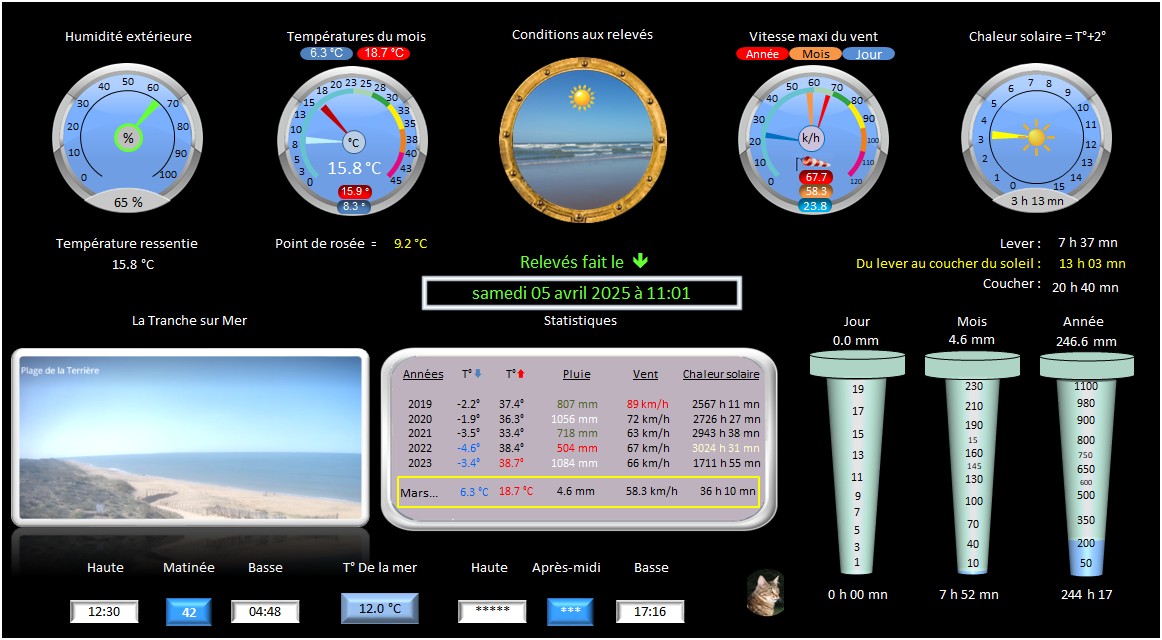 Humidité extérieure
Températures du mois
6.3 °C 18.7 °C
Conditions aux relevés
Vitesse maxi du vent
Année Mois Jour
Chaleur solaire = T°+2°
0 10 20 30 40 50 60 70 80 90 100
%
65 %
0 3 5 8 10 13 15 18 20 23 25 28 30 33 35 38 40 43 45
°C
15.8 °C
15.9 °
8.3 °
0 10 20 30 40 50 60 70 80 90 100 110 120
k/h
67.7
58.3
23.8
0 1 2 3 4 5 6 7 8 9 10 11 12 13 14 15
3 h 13 mn
Température ressentie
15.8 °C
Point de rosée = 9.2 °C
Relevés fait le
samedi 05 avril 2025 à 11:01
Lever : 7 h 37 mn
Du lever au coucher du soleil : 13 h 03 mn
Coucher : 20 h 40 mn
La Tranche sur Mer
Plage de la Terrière
Statistiques
Années T° T° Pluie Vent Chaleur solaire
2019 -2.2° 37.4° 807 mm 89 km/h 2567 h 11 mn
2020 -1.9° 36.3° 1056 mm 72 km/h 2726 h 27 mn
2021 -3.5° 33.4° 718 mm 63 km/h 2943 h 38 mn
2022 -4.6° 38.4° 504 mm 67 km/h 3024 h 31 mn
2023 -3.4° 38.7° 1084 mm 66 km/h 1711 h 55 mn
Mars... 6.3 °C 18.7 °C 4.6 mm 58.3 km/h 36 h 10 mn
Jour
0.0 mm
19
17
15
13
11
9
7
5
3
1
0 h 00 mn
Mois
4.6 mm
230
210
190
15
160
145
130
100
70
40
10
7 h 52 mn
Année
246.6 mm
1100
980
900
800
750
650
600
500
350
200
50
244 h 17
Haute Matinée Basse
12:30 42 04:48
T° De la mer
12.0 °C
Haute Après-midi Basse
***** *** 17:16